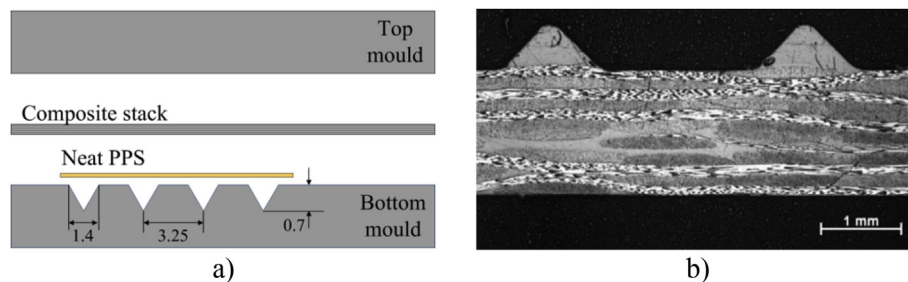 Top
mould
Composite stack
Neat PPS
Bottom
mould
1.4
3.25
0.7
1 mm
a)
b)